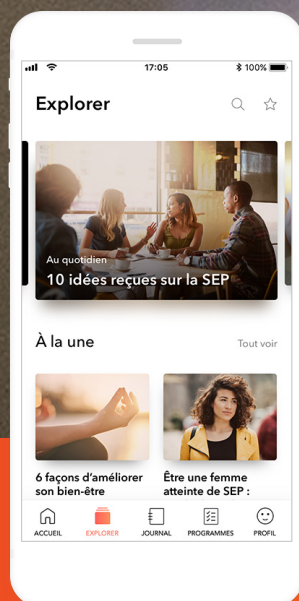 17:05
100%
Explorer
Au quotidien
10 idées reçues sur la SEP
À la une
Tout voir
6 façons d'améliorer
son bien-être
Être une femme
atteinte de SEP :
ACCUEIL
EXPLORER
JOURNAL
PROGRAMMES
PROFIL